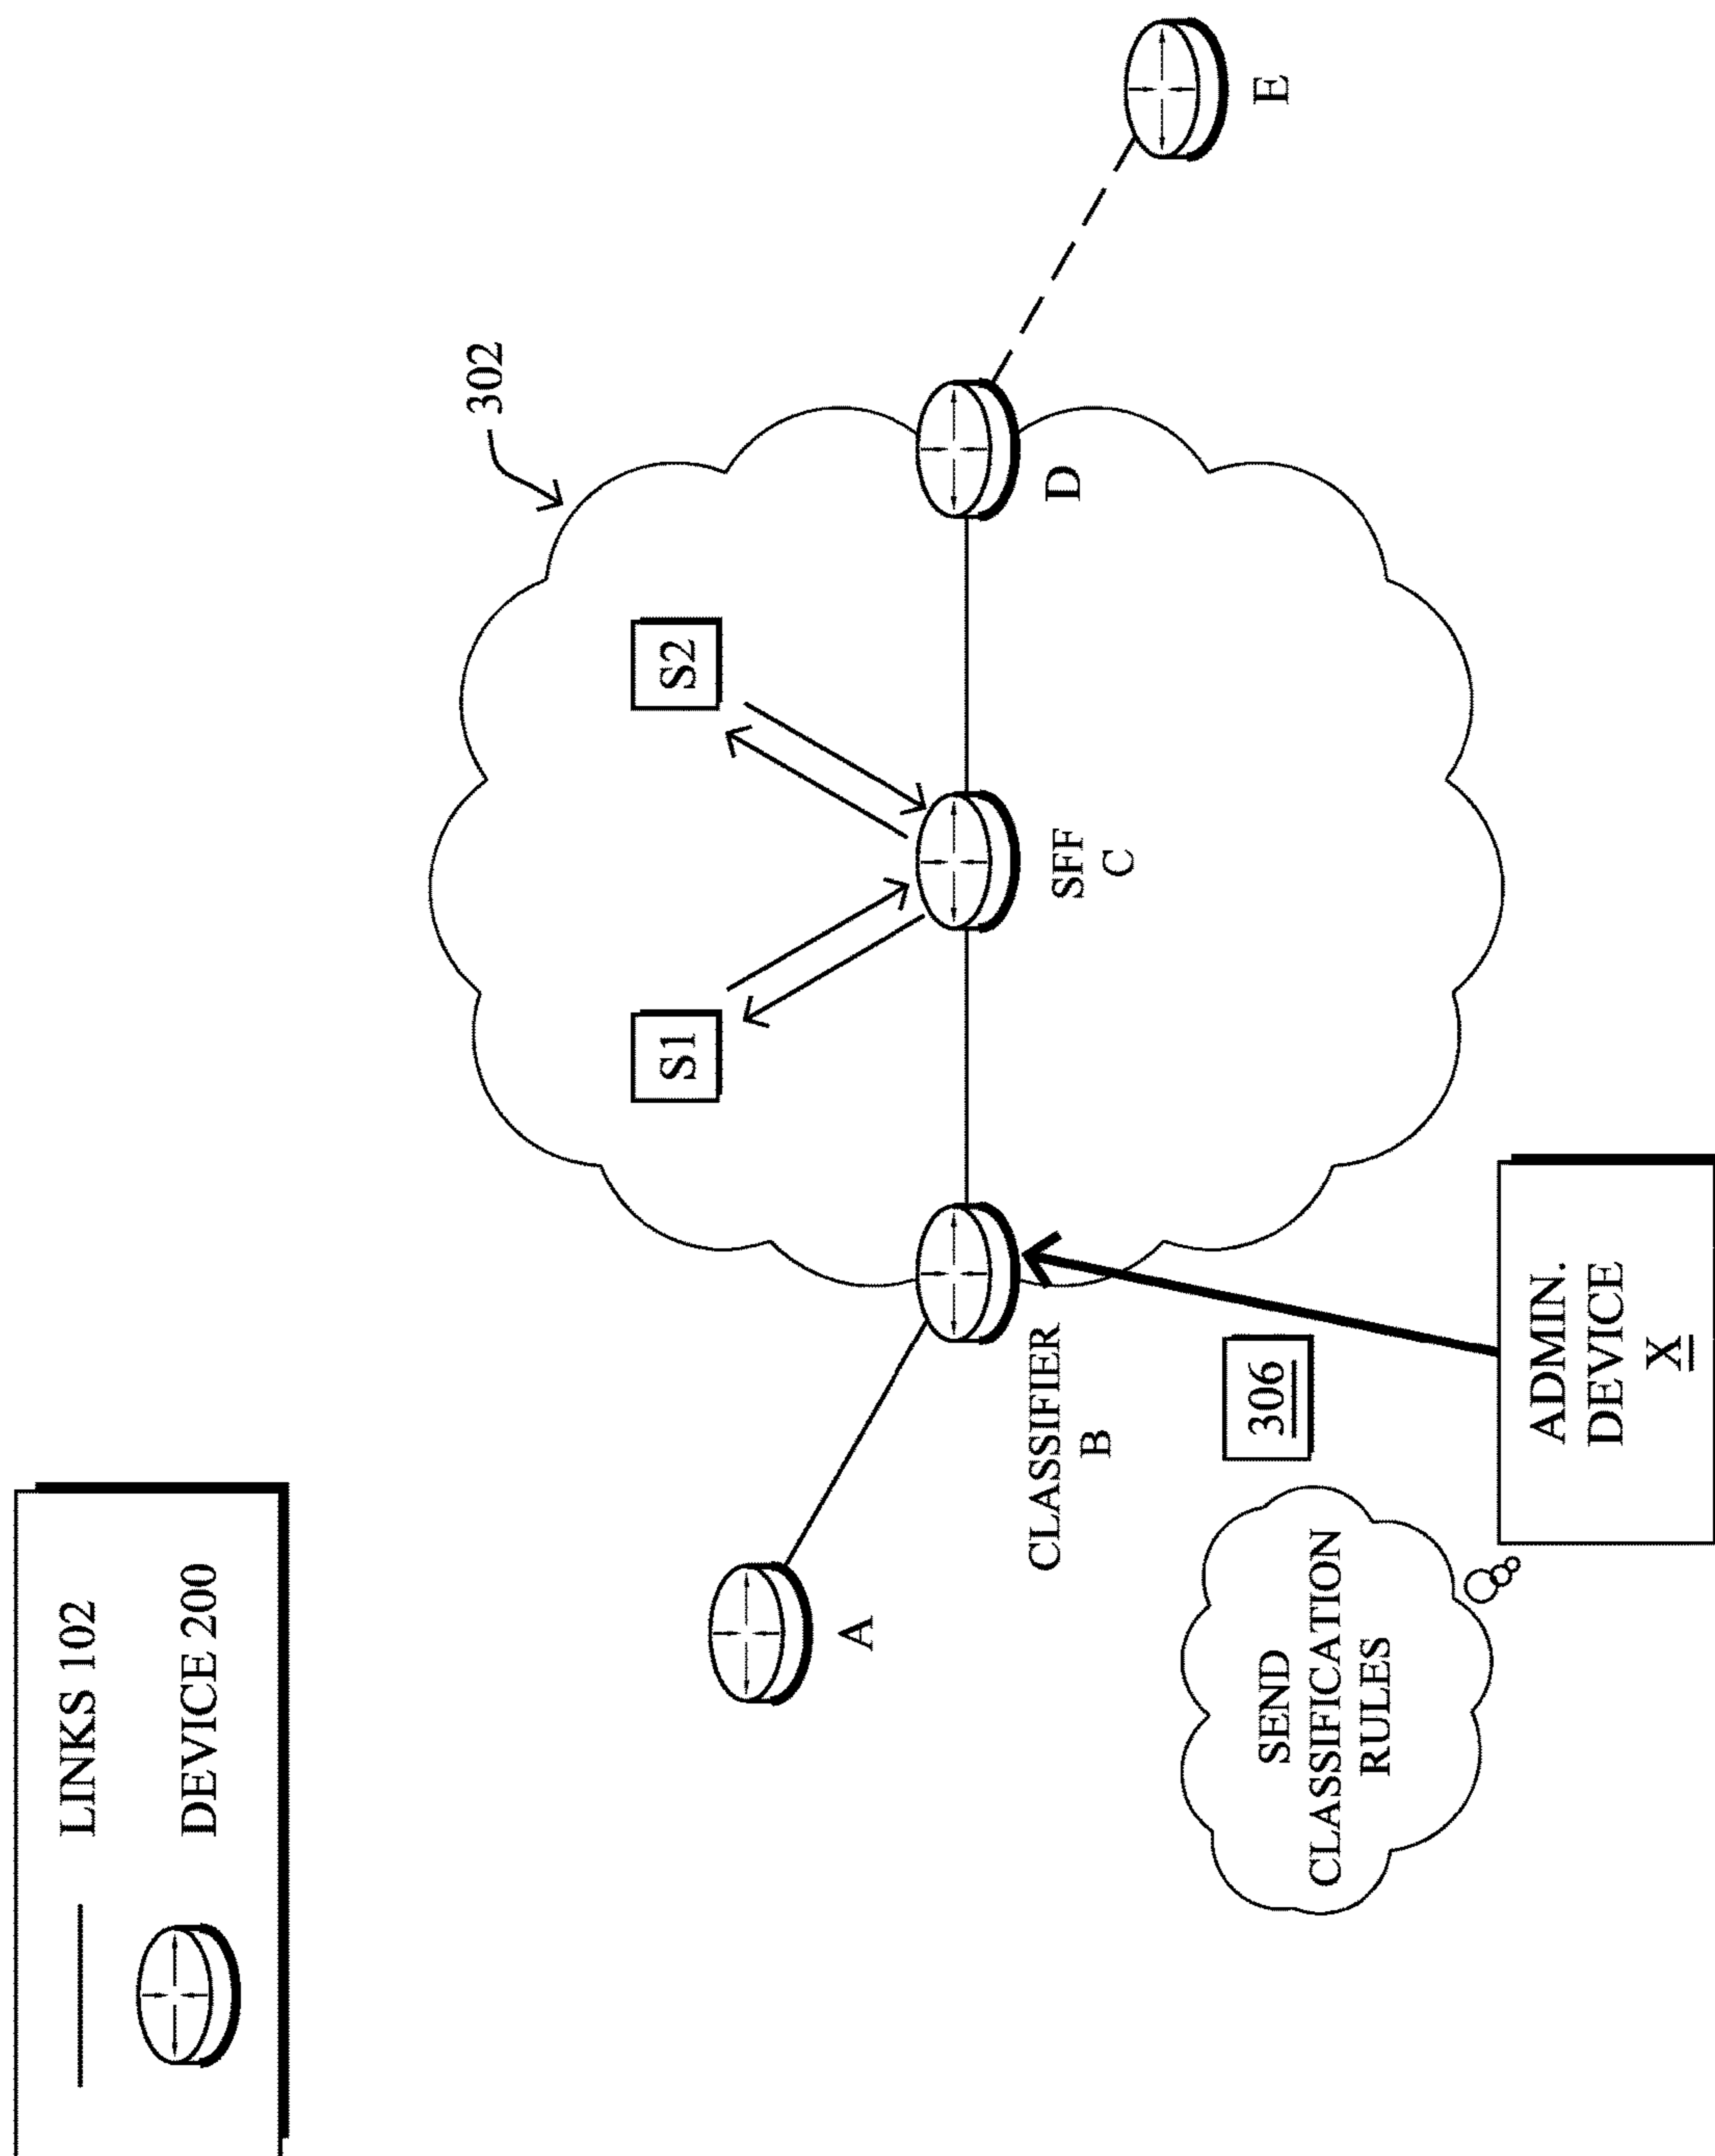 LINKS 102
DEVICE 200
302
S1
S2
A
CLASSIFIER
B
SFF
C
D
E
306
SEND
CLASSIFICATION
RULES
ADMIN.
DEVICE
X